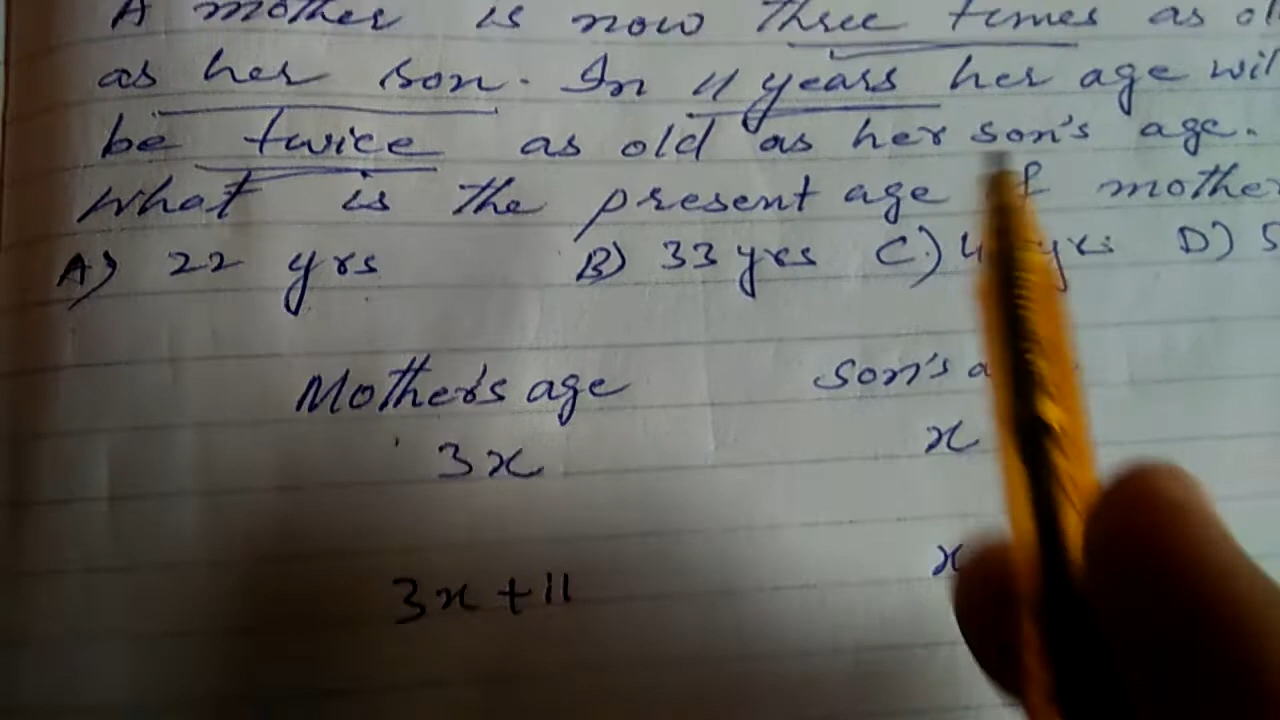 A mother is now three times as
as her son. In 11 years her age
be twice as old as her son's age.
What is the present age
A) 22 yrs B) 33 yrs C) yrs D)
Mother's age son's
3x x
3x + 11 x